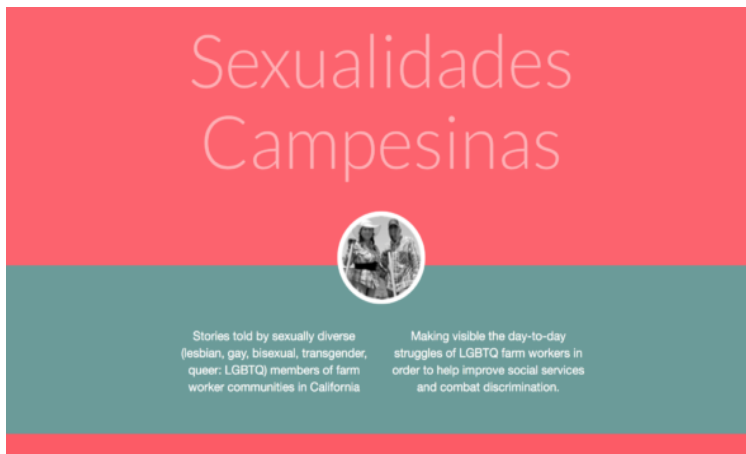 Sexualidades
Campesinas
Stories told by sexually diverse
(lesbian, gay, bisexual, transgender,
queer: LGBTQ) members of farm
worker communities in California
Making visible the day-to-day
struggles of LGBTQ farm workers in
order to help improve social services
and combat discrimination.